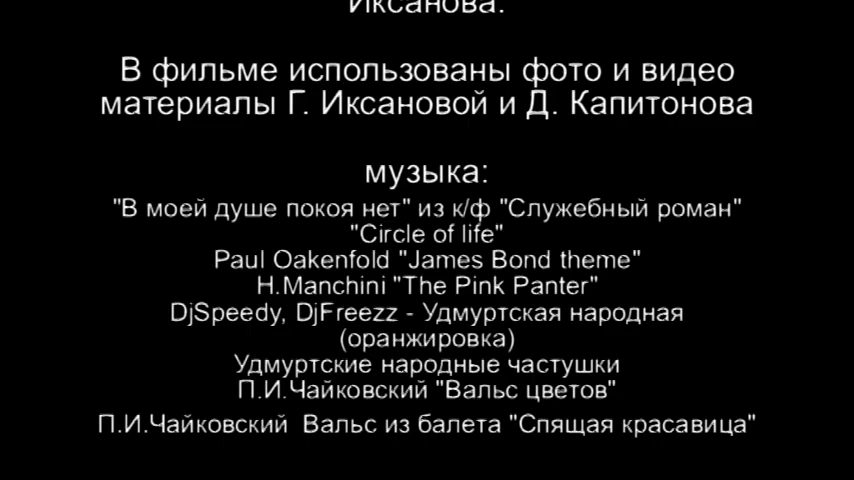 Иксанова.
В фильме использованы фото и видео
материалы Г. Иксановой и Д. Капитонова
музыка:
"В моей душе покоя нет" из к/ф "Служебный роман"
"Circle of life"
Paul Oakenfold "James Bond theme"
H.Manchini "The Pink Panter"
DjSpeedy, DjFreezz - Удмуртская народная
(оранжировка)
Удмуртские народные частушки
П.И.Чайковский "Вальс цветов"
П.И.Чайковский Вальс из балета "Спящая красавица"